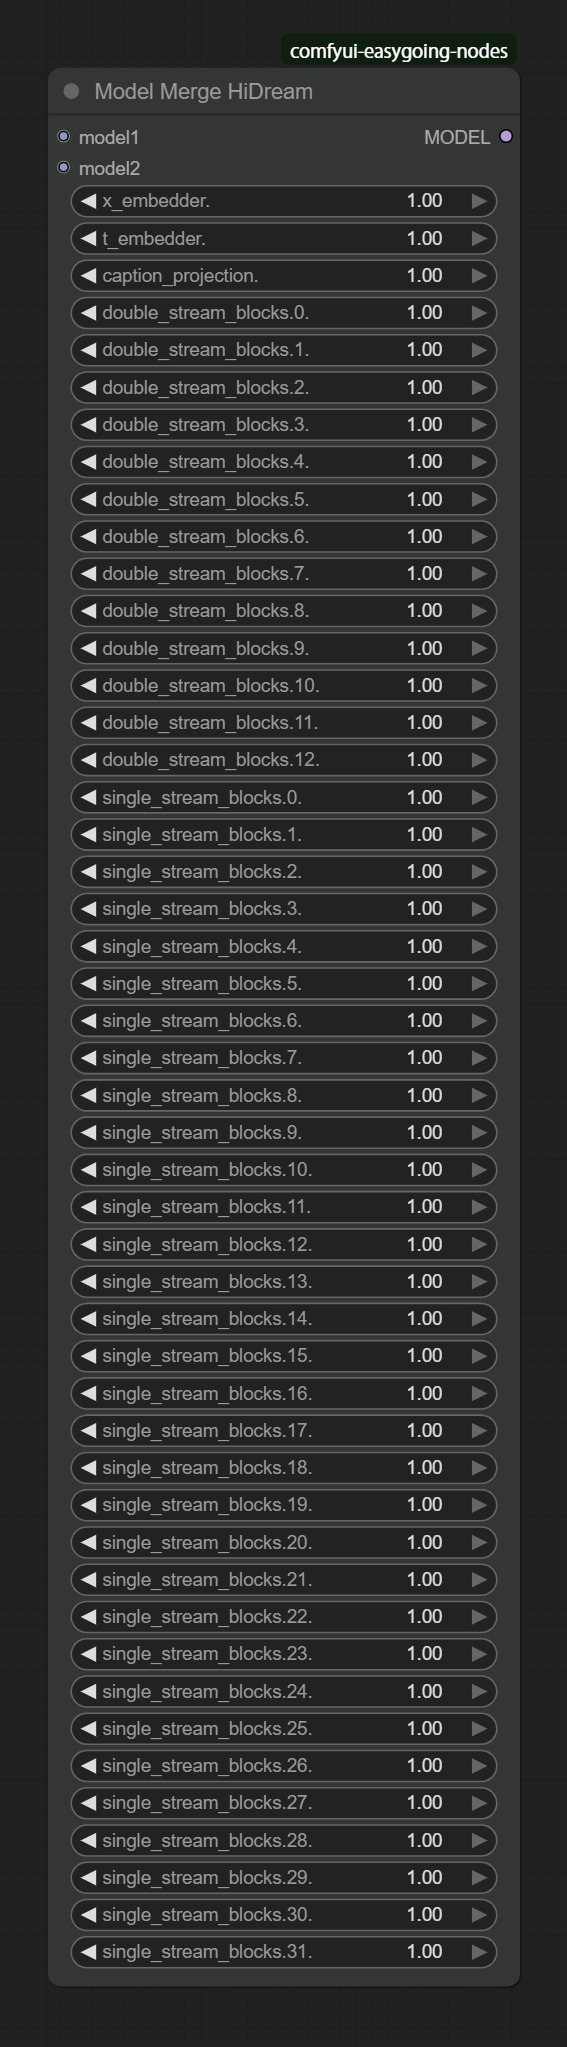 comfyui-easygoing-nodes
Model Merge HiDream
model1 MODEL
model2
x_embedder. 1.00
t_embedder. 1.00
caption_projection. 1.00
double_stream_blocks.0. 1.00
double_stream_blocks.1. 1.00
double_stream_blocks.2. 1.00
double_stream_blocks.3. 1.00
double_stream_blocks.4. 1.00
double_stream_blocks.5. 1.00
double_stream_blocks.6. 1.00
double_stream_blocks.7. 1.00
double_stream_blocks.8. 1.00
double_stream_blocks.9. 1.00
double_stream_blocks.10. 1.00
double_stream_blocks.11. 1.00
double_stream_blocks.12. 1.00
single_stream_blocks.0. 1.00
single_stream_blocks.1. 1.00
single_stream_blocks.2. 1.00
single_stream_blocks.3. 1.00
single_stream_blocks.4. 1.00
single_stream_blocks.5. 1.00
single_stream_blocks.6. 1.00
single_stream_blocks.7. 1.00
single_stream_blocks.8. 1.00
single_stream_blocks.9. 1.00
single_stream_blocks.10. 1.00
single_stream_blocks.11. 1.00
single_stream_blocks.12. 1.00
single_stream_blocks.13. 1.00
single_stream_blocks.14. 1.00
single_stream_blocks.15. 1.00
single_stream_blocks.16. 1.00
single_stream_blocks.17. 1.00
single_stream_blocks.18. 1.00
single_stream_blocks.19. 1.00
single_stream_blocks.20. 1.00
single_stream_blocks.21. 1.00
single_stream_blocks.22. 1.00
single_stream_blocks.23. 1.00
single_stream_blocks.24. 1.00
single_stream_blocks.25. 1.00
single_stream_blocks.26. 1.00
single_stream_blocks.27. 1.00
single_stream_blocks.28. 1.00
single_stream_blocks.29. 1.00
single_stream_blocks.30. 1.00
single_stream_blocks.31. 1.00